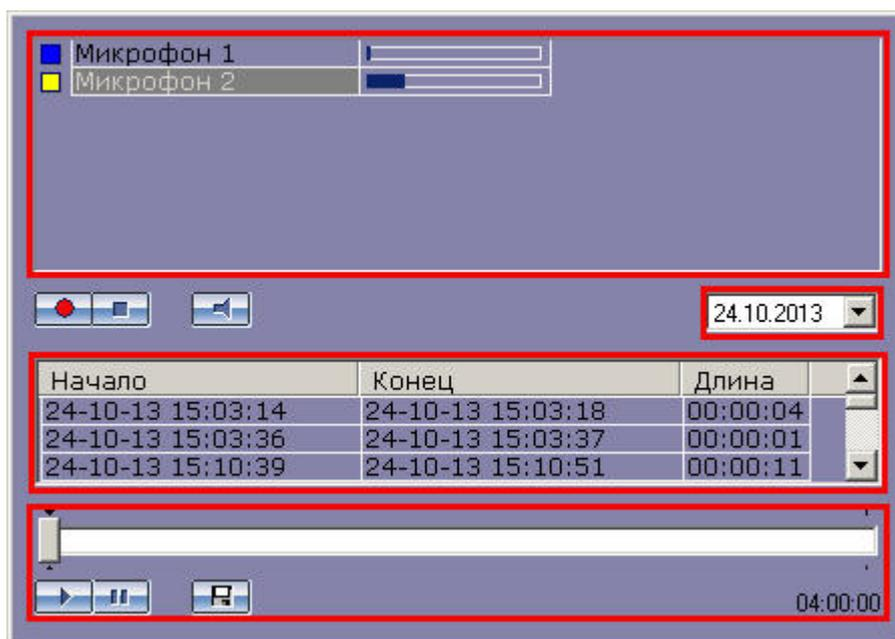 Микрофон 1
Микрофон 2
24.10.2013
Начало Конец Длина
24-10-13 15:03:14 24-10-13 15:03:18 00:00:04
24-10-13 15:03:36 24-10-13 15:03:37 00:00:01
24-10-13 15:10:39 24-10-13 15:10:51 00:00:11
04:00:00